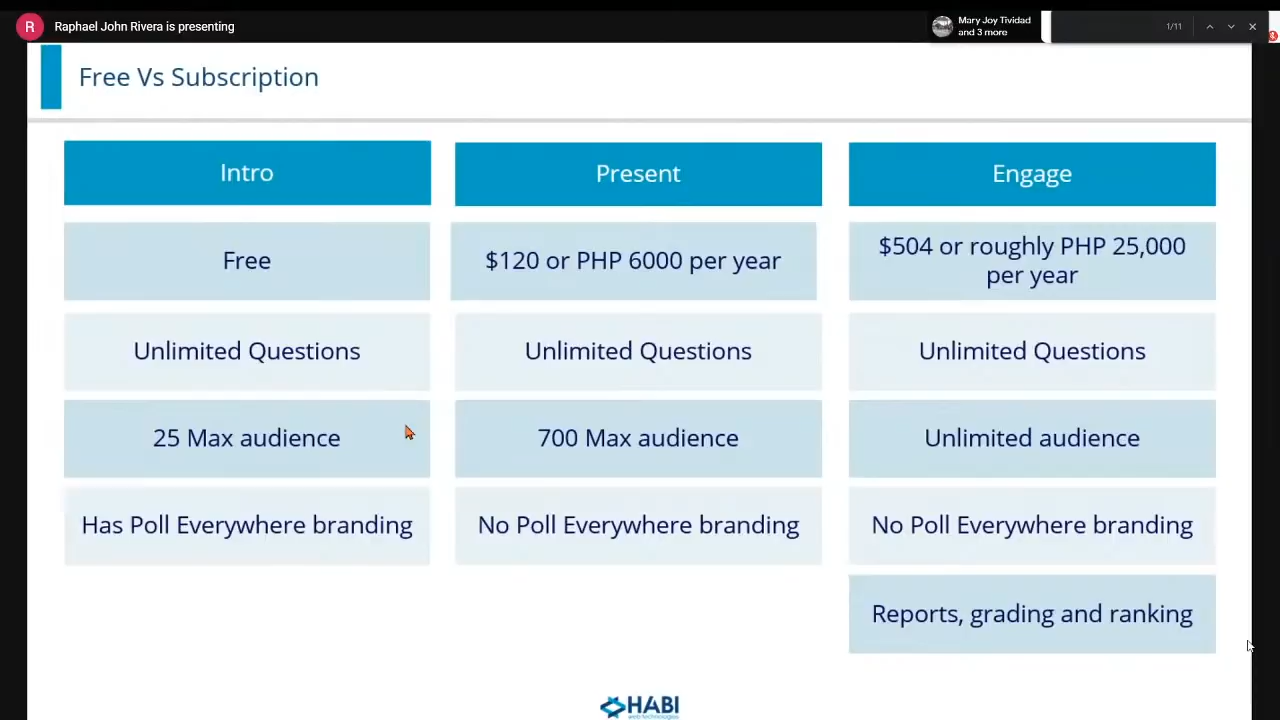 R
Raphael John Rivera is presenting
Mary Joy Tividad
and 3 more
1/11
Free Vs Subscription
Intro
Present
Engage
Free
$120 or PHP 6000 per year
$504 or roughly PHP 25,000
per year
Unlimited Questions
Unlimited Questions
Unlimited Questions
25 Max audience
700 Max audience
Unlimited audience
Has Poll Everywhere branding
No Poll Everywhere branding
No Poll Everywhere branding
Reports, grading and ranking
HABI
web technologies